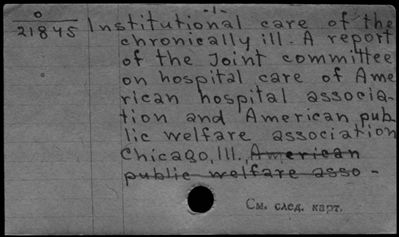 -1-
0
21845
Institutional care of the
chronically ill. A report
of the Joint committee
on hospital care of Ame
rican hospital associa-
tion and American pub
lic welfare association
Chicago, Ill. American
public welfare asso-
См. след. карт.